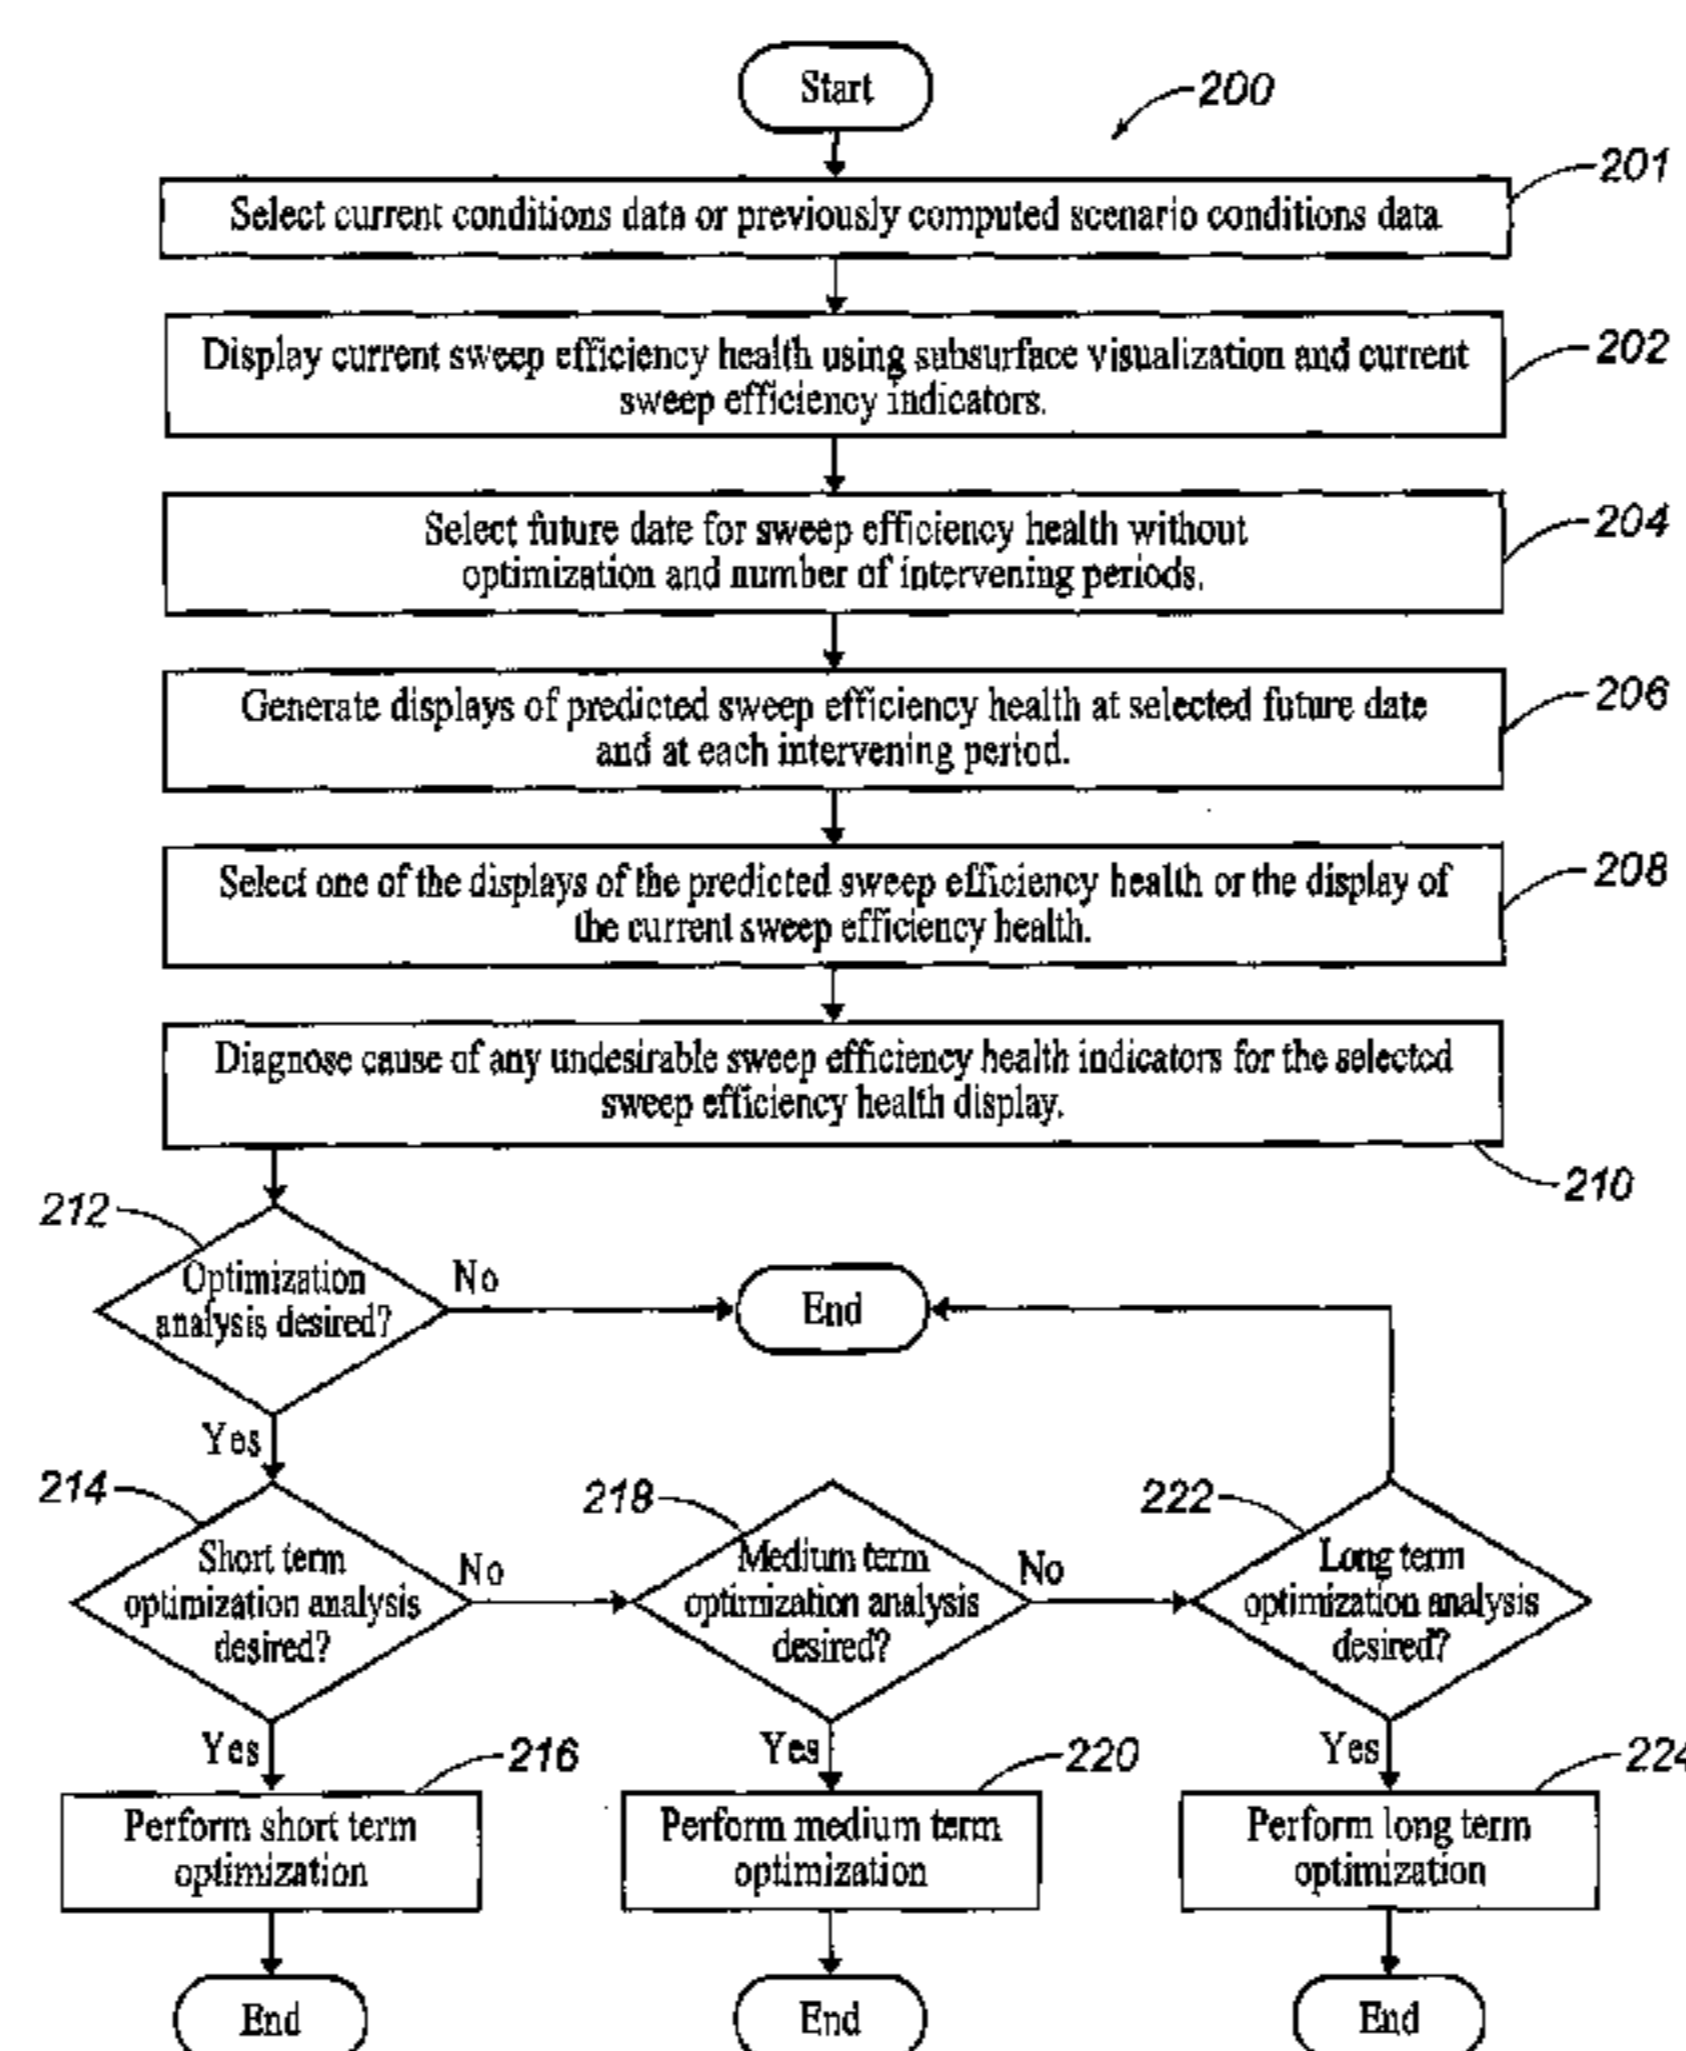 Start
200
201
Select current conditions data or previously computed scenario conditions data
202
Display current sweep efficiency health using subsurface visualization and current
sweep efficiency indicators.
204
Select future date for sweep efficiency health without
optimization and number of intervening periods.
206
Generate displays of predicted sweep efficiency health at selected future date
and at each intervening period.
208
Select one of the displays of the predicted sweep efficiency health or the display of
the current sweep efficiency health.
Diagnose cause of any undesirable sweep efficiency health indicators for the selected
sweep efficiency health display.
210
212
Optimization
analysis desired?
No
End
Yes
214
Short term
optimization analysis
desired?
No
218
Medium term
optimization analysis
desired?
No
222
Long term
optimization analysis
desired?
Yes
216
Yes
220
Yes
224
Perform short term
optimization
Perform medium term
optimization
Perform long term
optimization
End
End
End